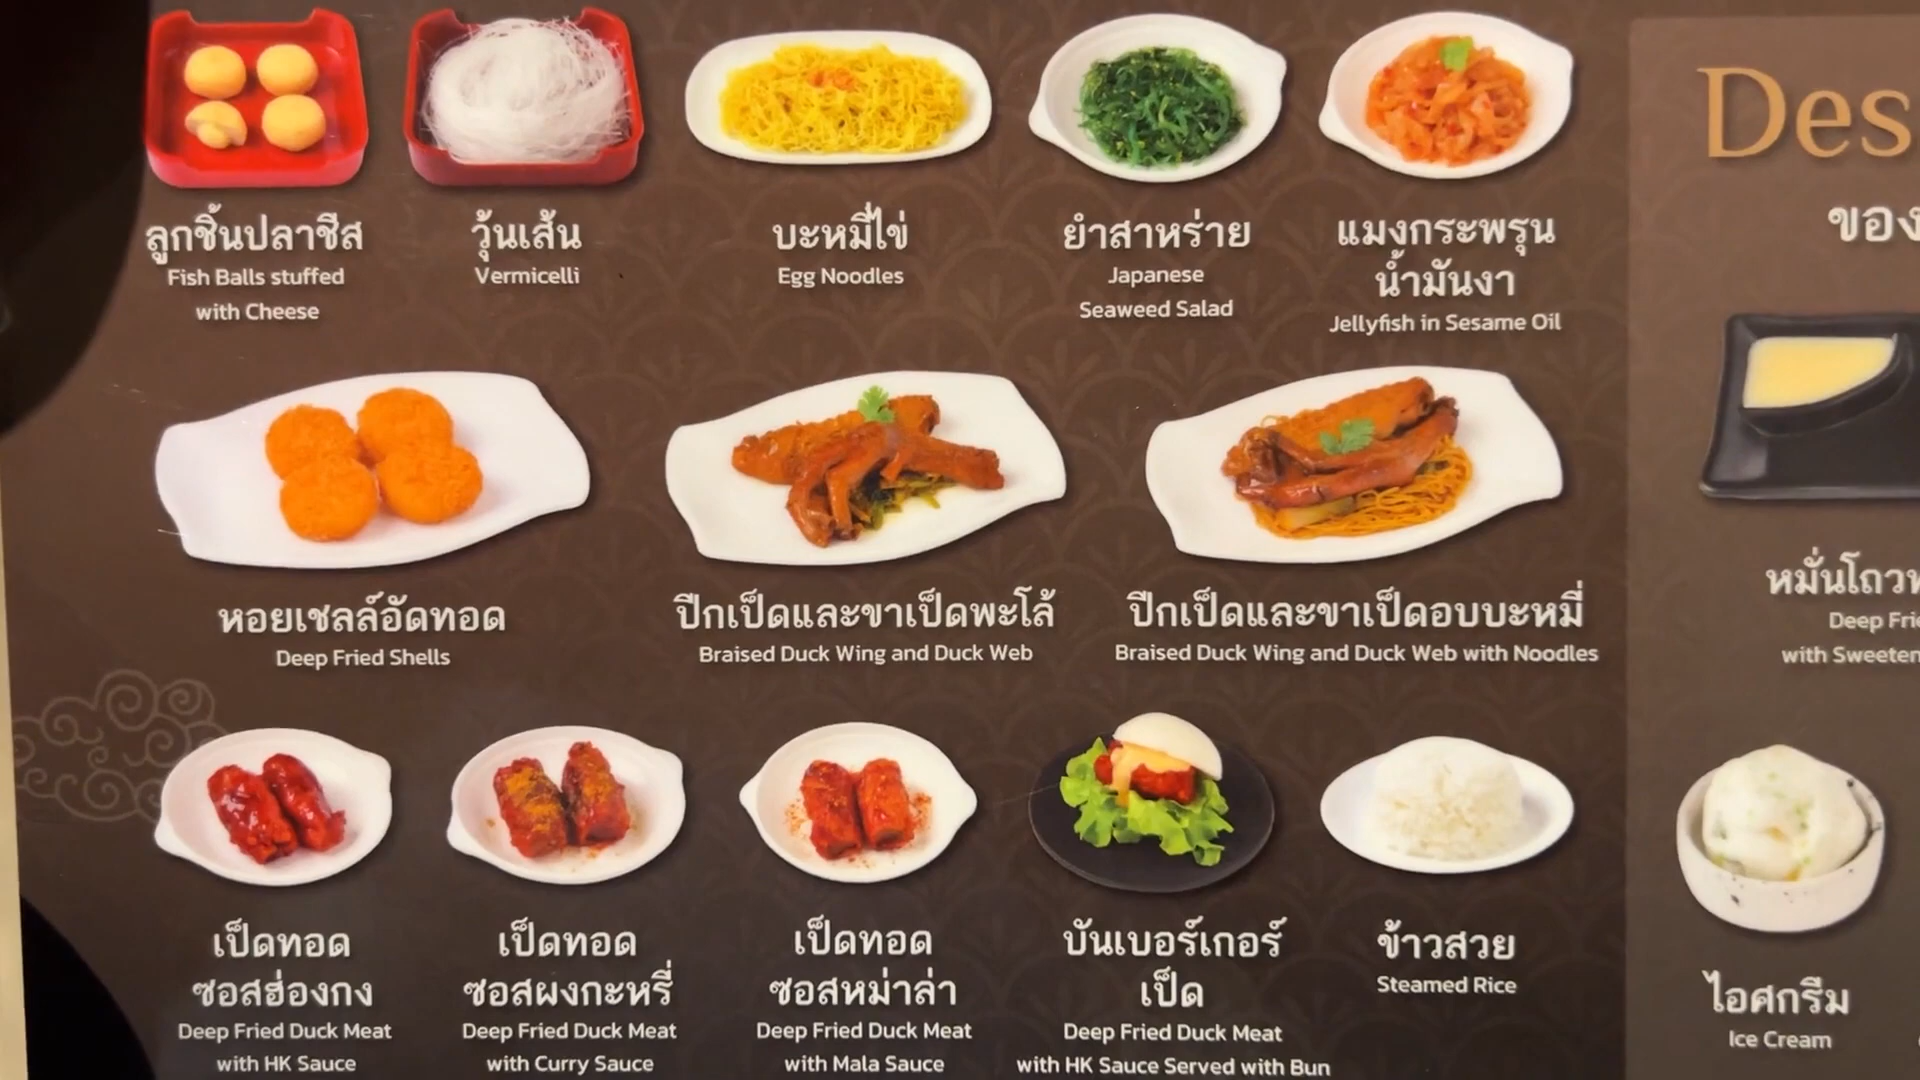 ลูกชิ้นปลาชีส
Fish Balls stuffed
with Cheese
วุ้นเส้น
Vermicelli
บะหมี่ไข่
Egg Noodles
ยำสาหร่าย
Japanese
Seaweed Salad
แมงกระพรุน
น้ำมันงา
Jellyfish in Sesame Oil
หอยเชลล์อัดทอด
Deep Fried Shells
ปีกเป็ดและขาเป็ดพะโล้
Braised Duck Wing and Duck Web
ปีกเป็ดและขาเป็ดอบบะหมี่
Braised Duck Wing and Duck Web with Noodles
เป็ดทอด
ซอสฮ่องกง
Deep Fried Duck Meat
with HK Sauce
เป็ดทอด
ซอสผงกะหรี่
Deep Fried Duck Meat
with Curry Sauce
เป็ดทอด
ซอสหม่าล่า
Deep Fried Duck Meat
with Mala Sauce
บันเบอร์เกอร์
เป็ด
Deep Fried Duck Meat
with HK Sauce Served with Bun
ข้าวสวย
Steamed Rice
Des
ของ
หมั่นโถว
Deep
with
ไอศกรีม
Ice Cream